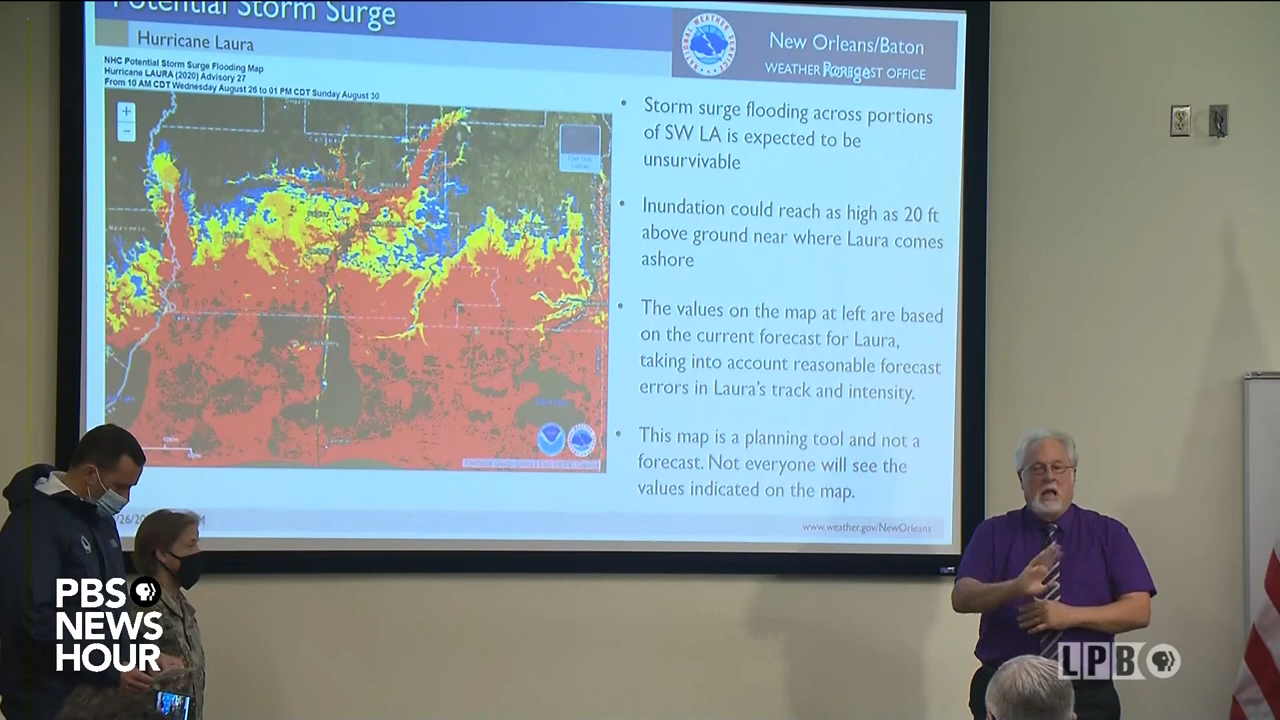 Potential Storm Surge
Hurricane Laura
New Orleans/Baton
Rouge
WEATHER FORECAST OFFICE
NHC Potential Storm Surge Flooding Map
Hurricane LAURA (2020) Advisory 27
From 10 AM CDT Wednesday August 26 to 01 PM CDT Sunday August 30
+
−
• Storm surge flooding across portions
of SW LA is expected to be
unsurvivable
• Inundation could reach as high as 20 ft
above ground near where Laura comes
ashore
• The values on the map at left are based
on the current forecast for Laura,
taking into account reasonable forecast
errors in Laura's track and intensity.
• This map is a planning tool and not a
forecast. Not everyone will see the
values indicated on the map.
www.weather.gov/NewOrleans
PBS
NEWS
HOUR
LPB